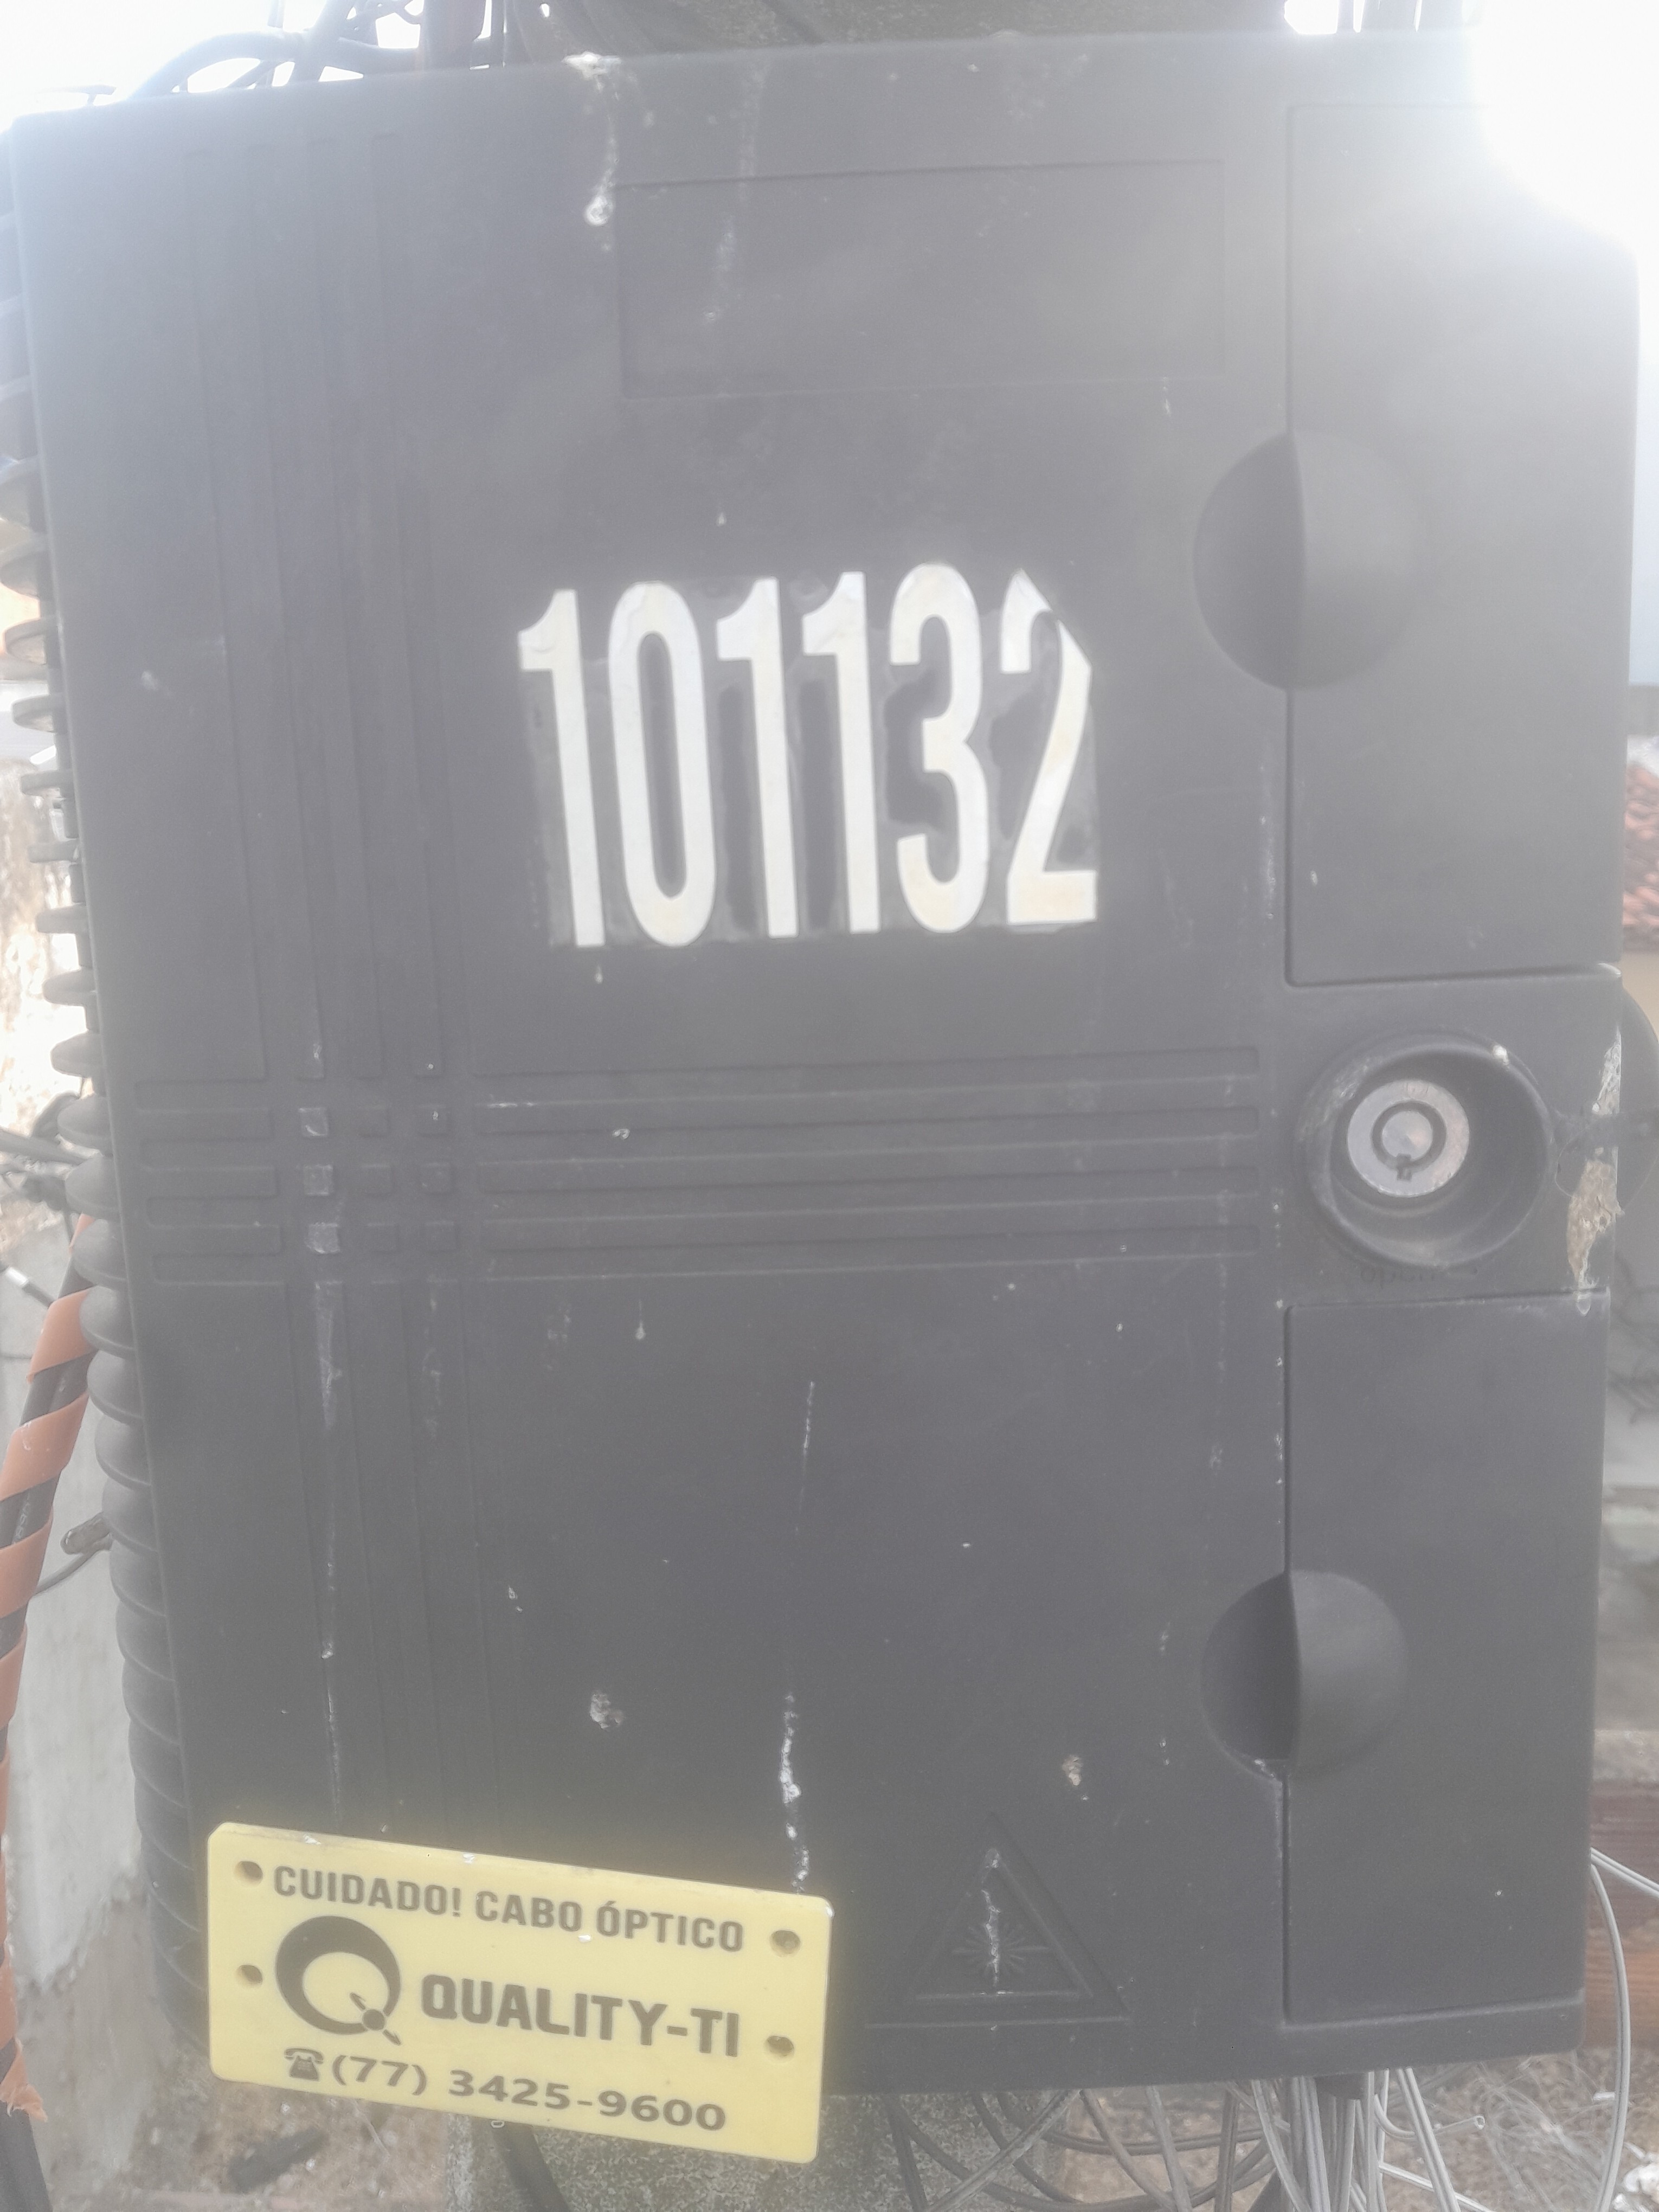 101132
CUIDADO! CABO ÓPTICO
QUALITY-TI
(77) 3425-9600